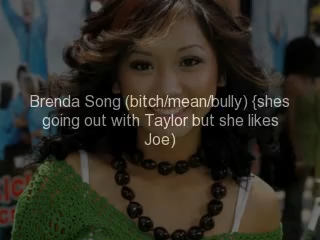 Brenda Song (bitch/mean/bully) {shes
going out with Taylor but she likes
Joe)